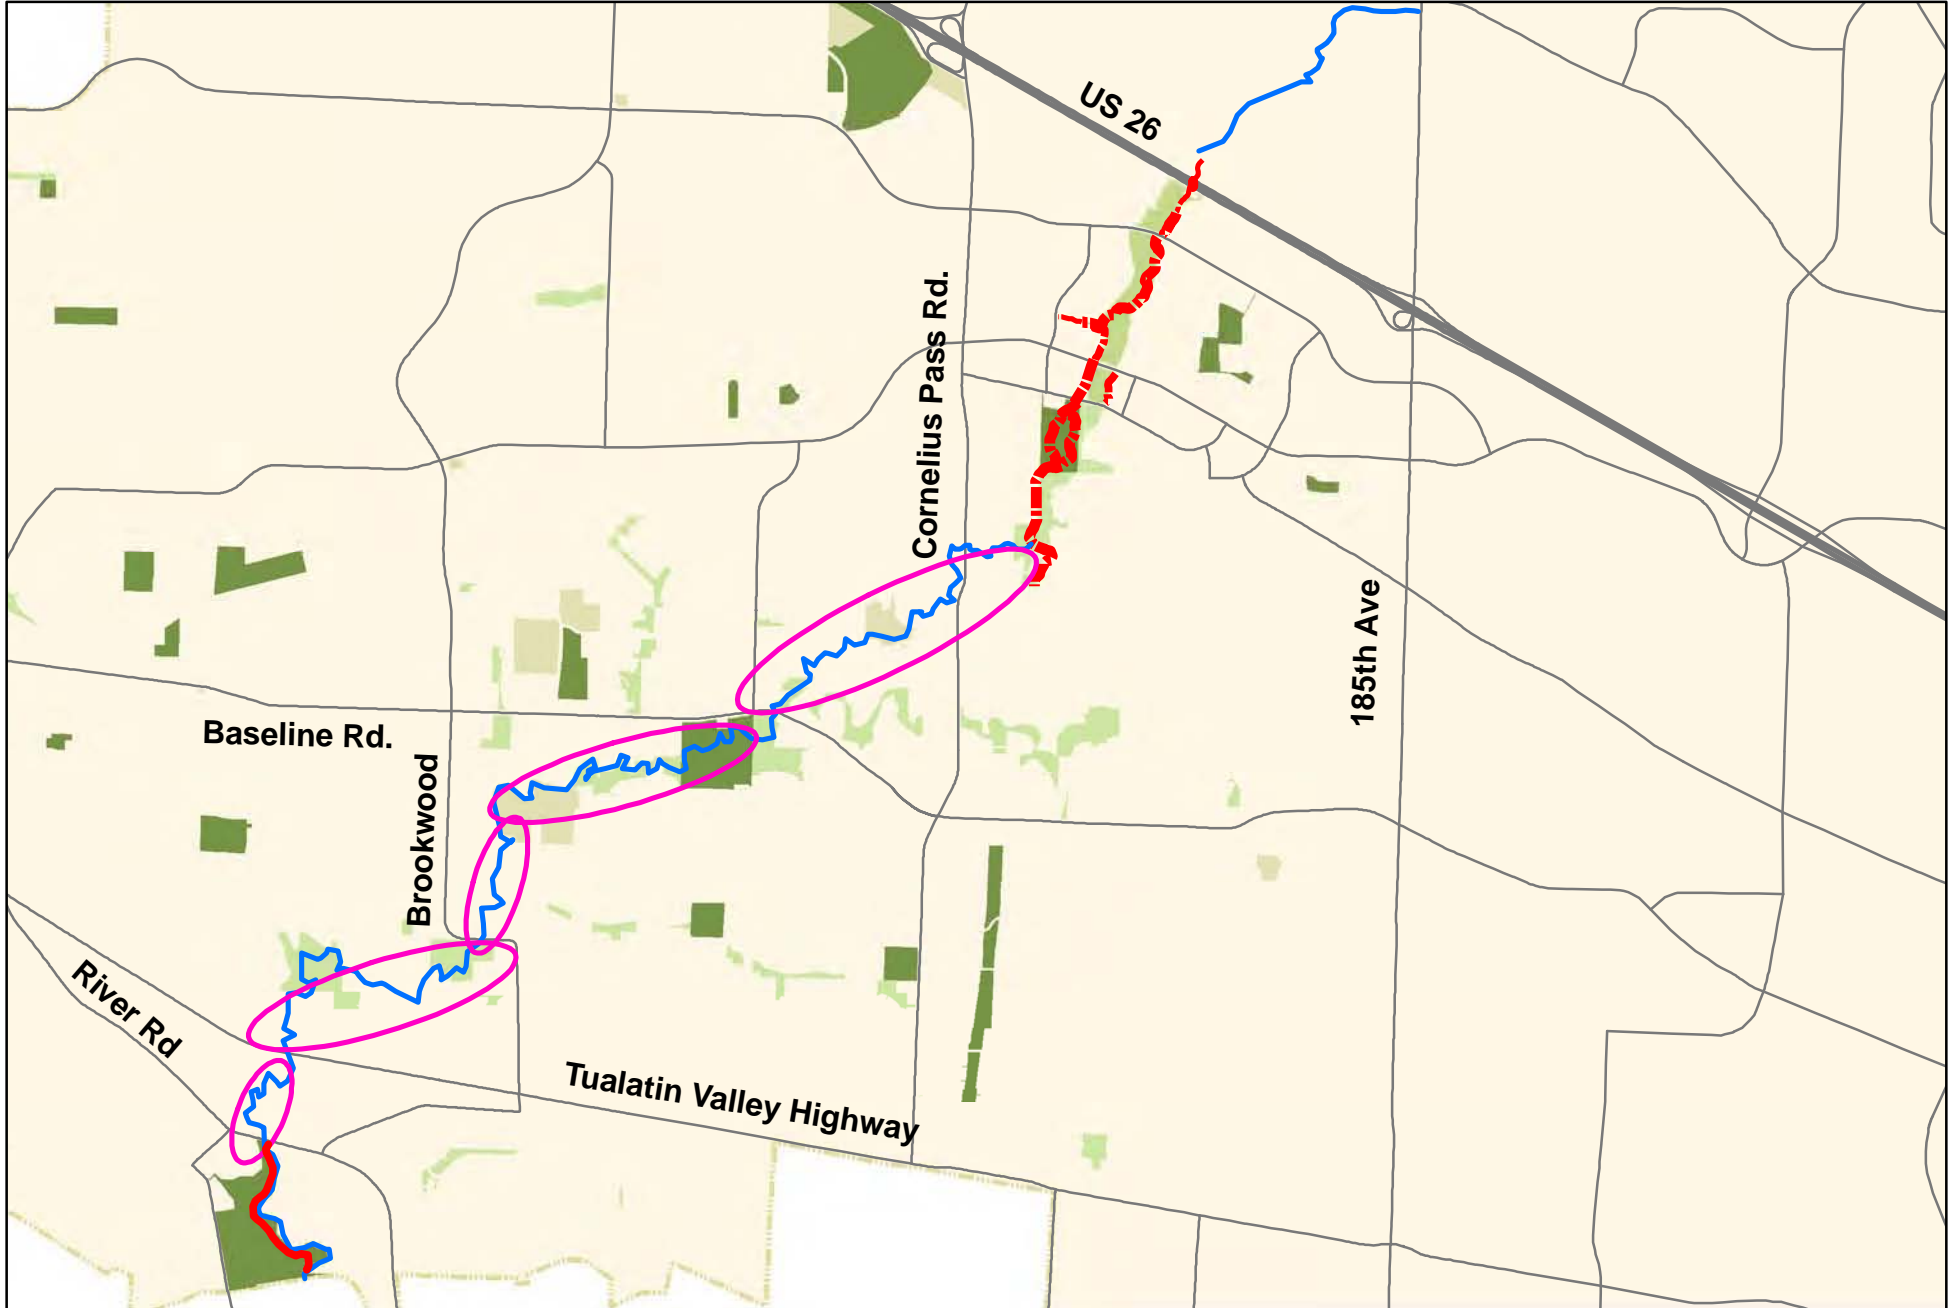 US 26
Cornelius Pass Rd.
185th Ave
Baseline Rd.
Brookwood
River Rd
Tualatin Valley Highway